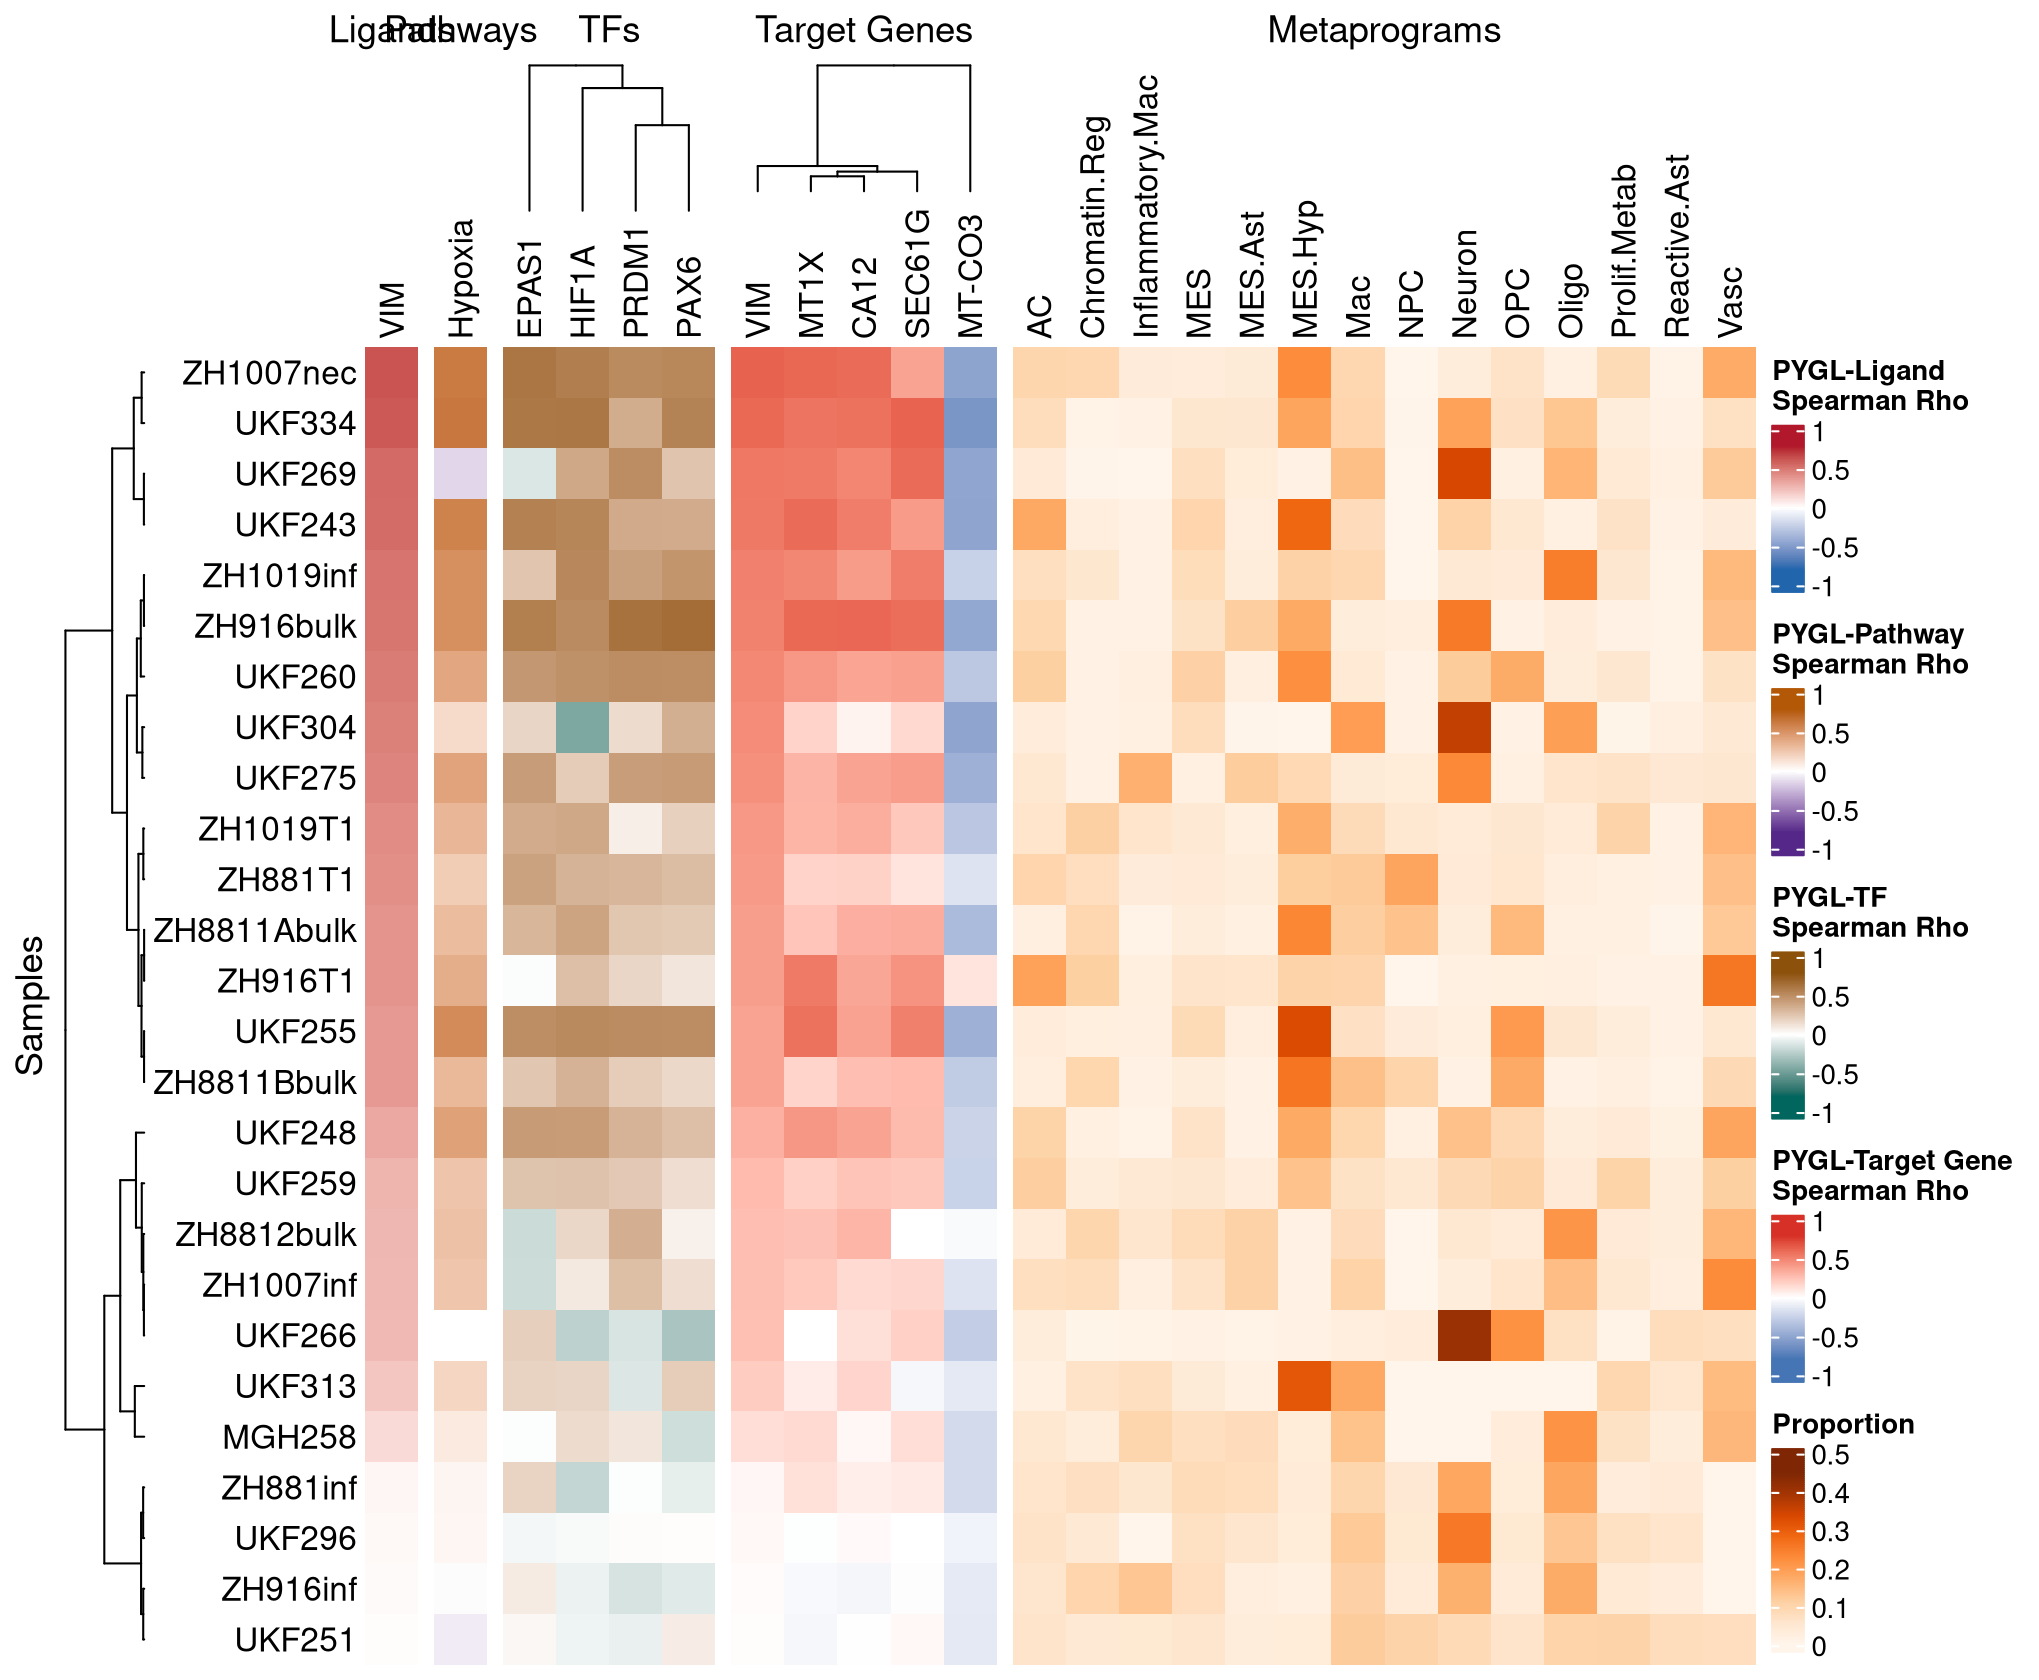 Ligands Pathways TFs Target Genes Metaprograms
VIM Hypoxia EPAS1 HIF1A PRDM1 PAX6 VIM MT1X CA12 SEC61G MT-CO3 AC Chromatin.Reg Inflammatory.Mac MES MES.Ast MES.Hyp Mac NPC Neuron OPC Oligo Prolif.Metab Reactive.Ast Vasc
Samples
ZH1007nec
UKF334
UKF269
UKF243
ZH1019inf
ZH916bulk
UKF260
UKF304
UKF275
ZH1019T1
ZH881T1
ZH8811Abulk
ZH916T1
UKF255
ZH8811Bbulk
UKF248
UKF259
ZH8812bulk
ZH1007inf
UKF266
UKF313
MGH258
ZH881inf
UKF296
ZH916inf
UKF251
PYGL-Ligand
Spearman Rho
1
0.5
0
-0.5
-1
PYGL-Pathway
Spearman Rho
1
0.5
0
-0.5
-1
PYGL-TF
Spearman Rho
1
0.5
0
-0.5
-1
PYGL-Target Gene
Spearman Rho
1
0.5
0
-0.5
-1
Proportion
0.5
0.4
0.3
0.2
0.1
0